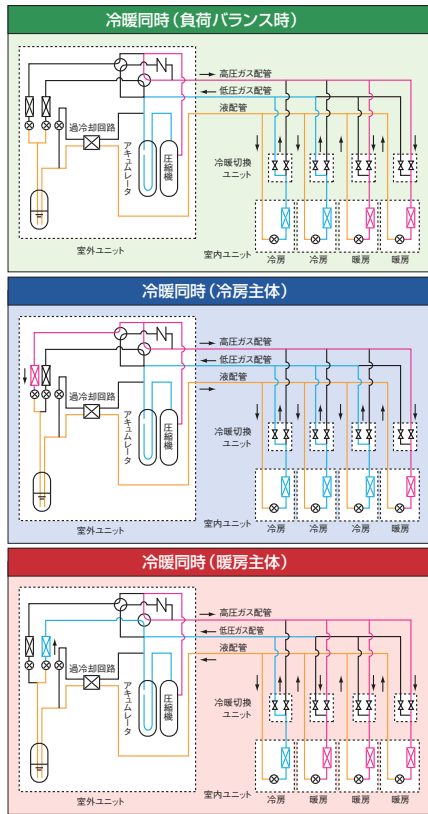 冷暖同時（負荷バランス時）
高圧ガス配管
低圧ガス配管
液配管
過冷却回路
アキュムレータ
圧縮機
冷暖切換
ユニット
室外ユニット
室内ユニット
冷房
冷房
暖房
暖房
冷暖同時（冷房主体）
高圧ガス配管
低圧ガス配管
液配管
過冷却回路
アキュムレータ
圧縮機
冷暖切換
ユニット
室外ユニット
室内ユニット
冷房
冷房
冷房
暖房
冷暖同時（暖房主体）
高圧ガス配管
低圧ガス配管
液配管
過冷却回路
アキュムレータ
圧縮機
冷暖切換
ユニット
室外ユニット
室内ユニット
冷房
暖房
暖房
暖房